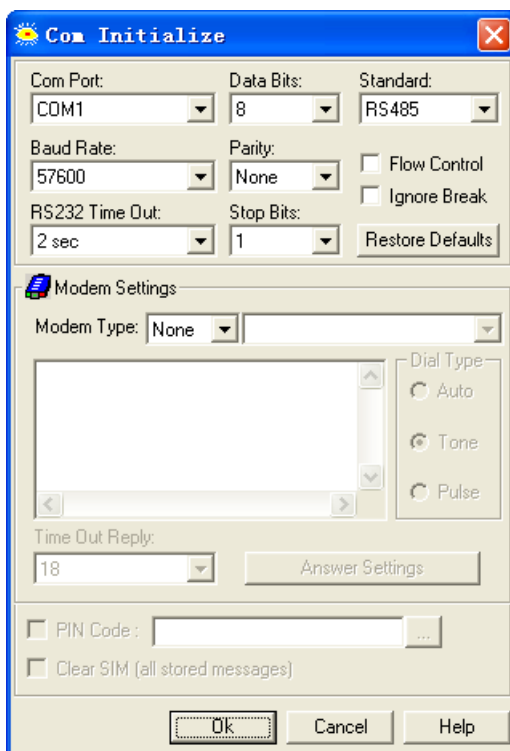 Com Initialize
Com Port: Data Bits: Standard:
COM1 8 RS485
Baud Rate: Parity:
57600 None Flow Control
Ignore Break
RS232 Time Out: Stop Bits:
2 sec 1 Restore Defaults
Modem Settings
Modem Type: None
Dial Type
Auto
Tone
Pulse
Time Out Reply:
18 Answer Settings
PIN Code : ...
Clear SIM (all stored messages)
Ok Cancel Help